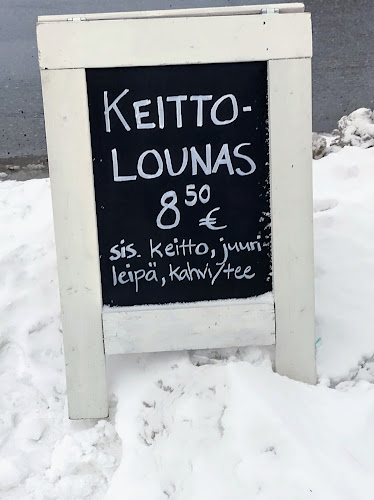 KEITTO-
LOUNAS
8 50 €
sis. keitto, juuri-
leipä, kahvi/tee